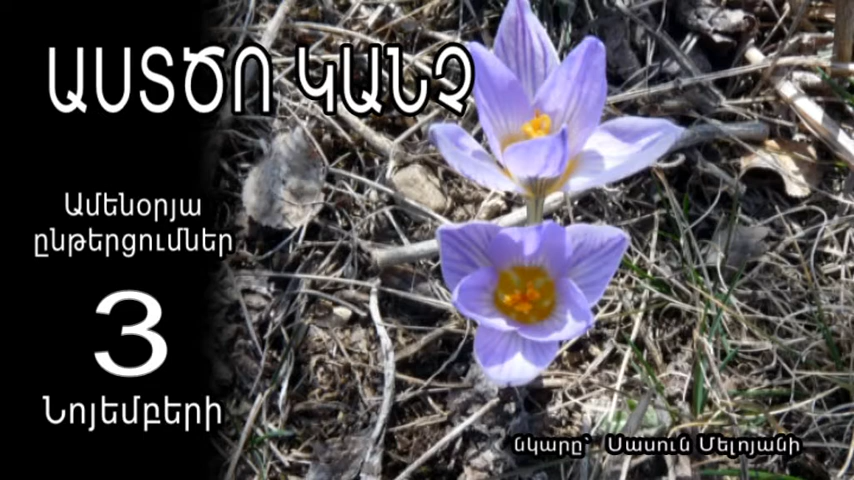 ԱՍՏԾՈ ԿԱՆՉ
Ամենօրյա
ընթերցումներ
3
Նոյեմբերի
նկարը՝ Սասուն Մելոյանի